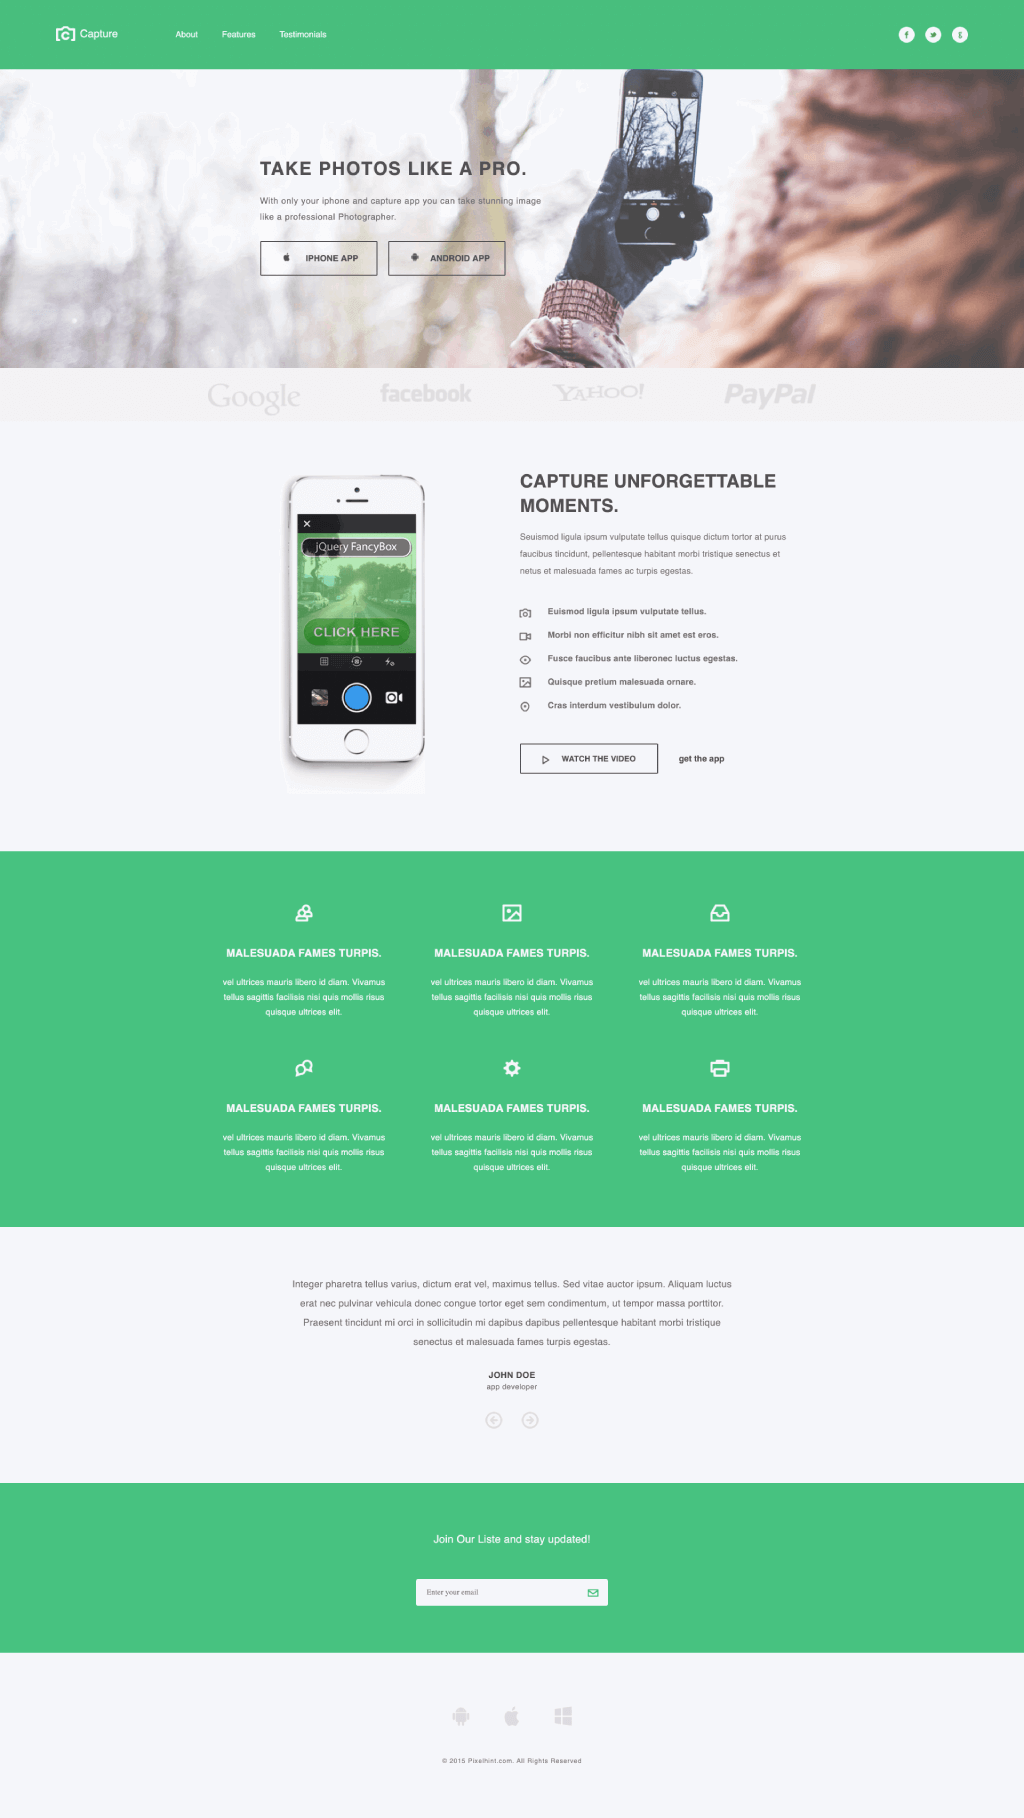 Capture
About
Features
Testimonials
TAKE PHOTOS LIKE A PRO.
With only your iphone and capture app you can take stunning image
like a professional Photographer.
IPHONE APP
ANDROID APP
Google
facebook
YAHOO!
PayPal
jQuery FancyBox
CLICK HERE
CAPTURE UNFORGETTABLE
MOMENTS.
Seuismod ligula ipsum vulputate tellus quisque dictum tortor at purus
faucibus tincidunt, pellentesque habitant morbi tristique senectus et
netus et malesuada fames ac turpis egestas.
Euismod ligula ipsum vulputate tellus.
Morbi non efficitur nibh sit amet est eros.
Fusce faucibus ante liberonec luctus egestas.
Quisque pretium malesuada ornare.
Cras interdum vestibulum dolor.
WATCH THE VIDEO
get the app
MALESUADA FAMES TURPIS.
vel ultrices mauris libero id diam. Vivamus
tellus sagittis facilisis nisi quis mollis risus
quisque ultrices elit.
MALESUADA FAMES TURPIS.
vel ultrices mauris libero id diam. Vivamus
tellus sagittis facilisis nisi quis mollis risus
quisque ultrices elit.
MALESUADA FAMES TURPIS.
vel ultrices mauris libero id diam. Vivamus
tellus sagittis facilisis nisi quis mollis risus
quisque ultrices elit.
MALESUADA FAMES TURPIS.
vel ultrices mauris libero id diam. Vivamus
tellus sagittis facilisis nisi quis mollis risus
quisque ultrices elit.
MALESUADA FAMES TURPIS.
vel ultrices mauris libero id diam. Vivamus
tellus sagittis facilisis nisi quis mollis risus
quisque ultrices elit.
MALESUADA FAMES TURPIS.
vel ultrices mauris libero id diam. Vivamus
tellus sagittis facilisis nisi quis mollis risus
quisque ultrices elit.
Integer pharetra tellus varius, dictum erat vel, maximus tellus. Sed vitae auctor ipsum. Aliquam luctus
erat nec pulvinar vehicula donec congue tortor eget sem condimentum, ut tempor massa porttitor.
Praesent tincidunt mi orci in sollicitudin mi dapibus dapibus pellentesque habitant morbi tristique
senectus et malesuada fames turpis egestas.
JOHN DOE
app developer
Join Our Liste and stay updated!
Enter your email
© 2015 Pixelhint.com. All Rights Reserved